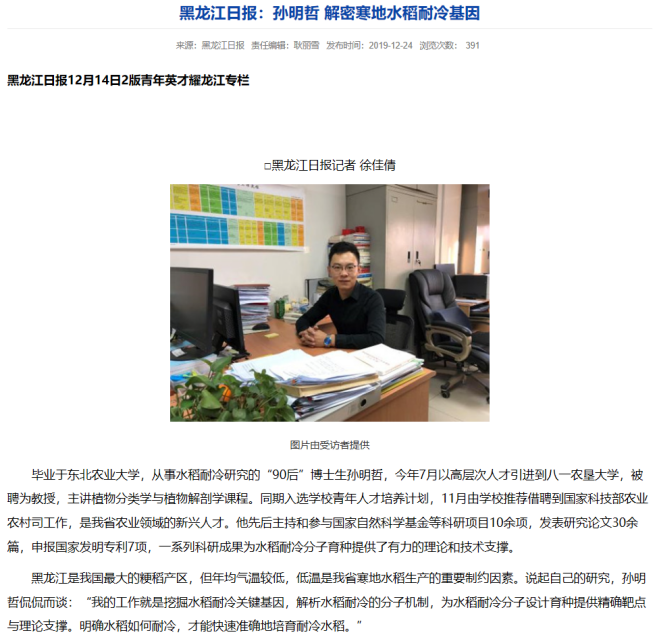 黑龙江日报：孙明哲 解密寒地水稻耐冷基因
来源：黑龙江日报 责任编辑：耿丽雪 发布时间：2019-12-24 浏览次数： 391
黑龙江日报12月14日2版青年英才耀龙江专栏
□黑龙江日报记者 徐佳倩
图片由受访者提供
毕业于东北农业大学，从事水稻耐冷研究的“90后”博士生孙明哲，今年7月以高层次人才引进到八一农垦大学，被
聘为教授，主讲植物分类学与植物解剖学课程。同期入选学校青年人才培养计划，11月由学校推荐借聘到国家科技部农业
农村司工作，是我省农业领域的新兴人才。他先后主持和参与国家自然科学基金等科研项目10余项，发表研究论文30余
篇，申报国家发明专利7项，一系列科研成果为水稻耐冷分子育种提供了有力的理论和技术支撑。
黑龙江是我国最大的粳稻产区，但年均气温较低，低温是我省寒地水稻生产的重要制约因素。说起自己的研究，孙明
哲侃侃而谈：“我的工作就是挖掘水稻耐冷关键基因，解析水稻耐冷的分子机制，为水稻耐冷分子设计育种提供精确靶点
与理论支撑。明确水稻如何耐冷，才能快速准确地培育耐冷水稻。”